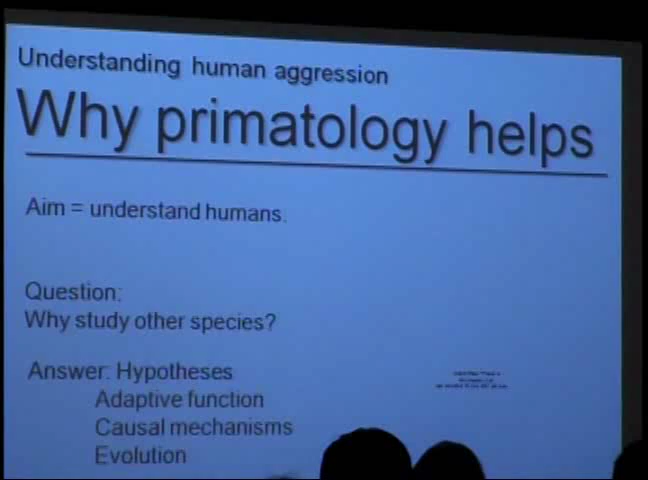 Understanding human aggression
Why primatology helps
Aim = understand humans.
Question:
Why study other species?
Answer: Hypotheses
Adaptive function
Causal mechanisms
Evolution